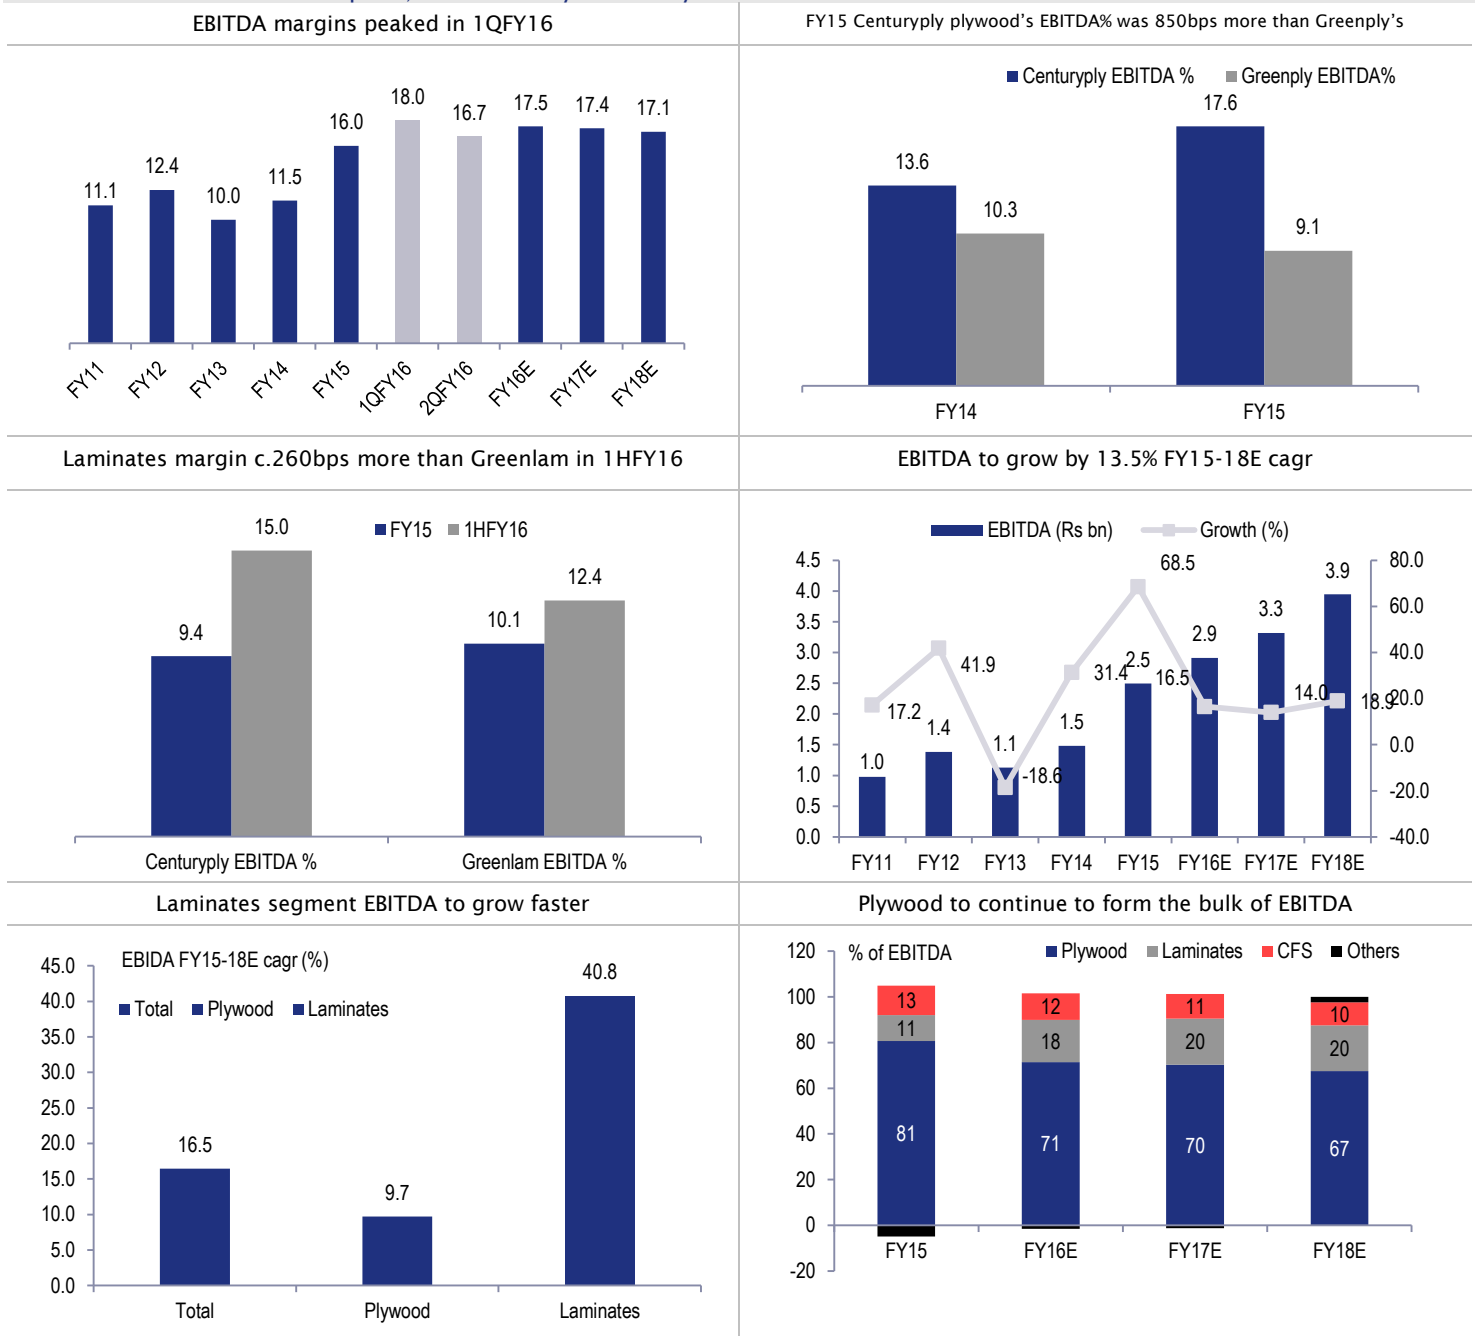 EBITDA margins peaked in 1QFY16
11.1
12.4
10.0
11.5
16.0
18.0
16.7
17.5
17.4
17.1
FY11
FY12
FY13
FY14
FY15
1QFY16
2QFY16
FY16E
FY17E
FY18E
FY15 Centuryply plywood's EBITDA% was 850bps more than Greenply's
Centuryply EBITDA %
Greenply EBITDA%
13.6
10.3
17.6
9.1
FY14
FY15
Laminates margin c.260bps more than Greenlam in 1HFY16
FY15
1HFY16
9.4
15.0
10.1
12.4
Centuryply EBITDA %
Greenlam EBITDA %
EBITDA to grow by 13.5% FY15-18E cagr
EBITDA (Rs bn)
Growth (%)
4.5
4.0
3.5
3.0
2.5
2.0
1.5
1.0
0.5
0.0
80.0
60.0
40.0
20.0
0.0
-20.0
-40.0
1.0
1.4
1.1
1.5
2.5
2.9
3.3
3.9
17.2
41.9
-18.6
31.4
68.5
16.5
14.0
18.9
FY11
FY12
FY13
FY14
FY15
FY16E
FY17E
FY18E
Laminates segment EBITDA to grow faster
EBIDA FY15-18E cagr (%)
Total
Plywood
Laminates
45.0
40.0
35.0
30.0
25.0
20.0
15.0
10.0
5.0
0.0
16.5
9.7
40.8
Total
Plywood
Laminates
Plywood to continue to form the bulk of EBITDA
% of EBITDA
Plywood
Laminates
CFS
Others
120
100
80
60
40
20
0
-20
13
11
81
12
18
71
11
20
70
10
20
67
FY15
FY16E
FY17E
FY18E